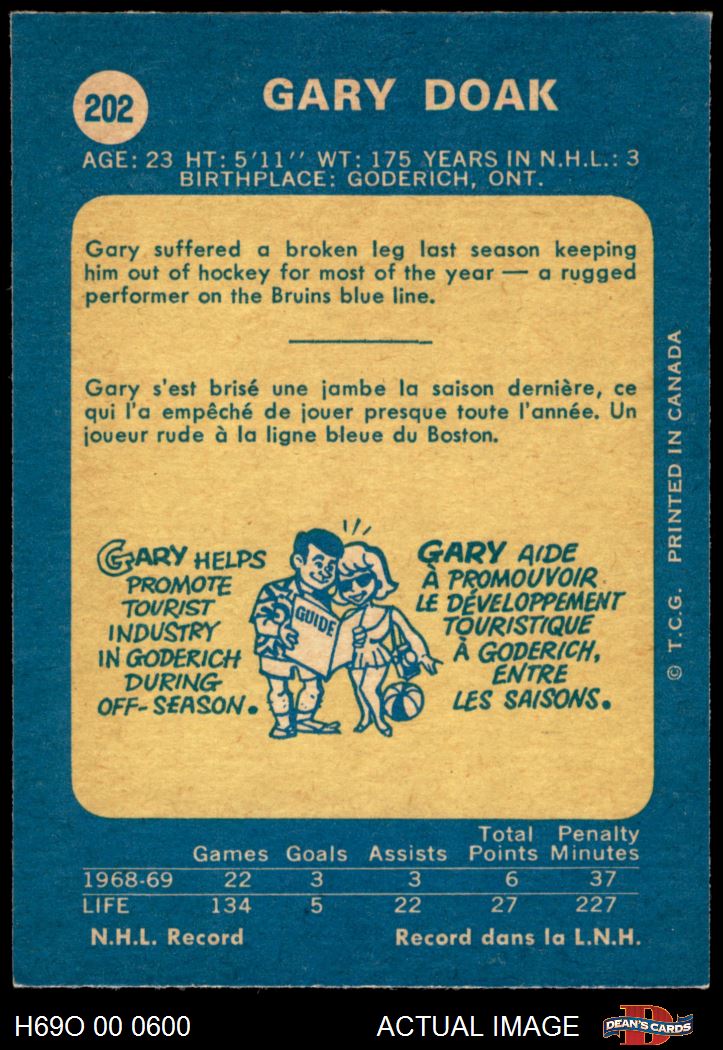 202
GARY DOAK
AGE: 23 HT: 5'11'' WT: 175 YEARS IN N.H.L.: 3
BIRTHPLACE: GODERICH, ONT.
Gary suffered a broken leg last season keeping
him out of hockey for most of the year — a rugged
performer on the Bruins blue line.
Gary s'est brisé une jambe la saison dernière, ce
qui l'a empêché de jouer presque toute l'année. Un
joueur rude à la ligne bleue du Boston.
GARY HELPS
PROMOTE
TOURIST
INDUSTRY
IN GODERICH
DURING
OFF-SEASON.
GUIDE
GARY AIDE
À PROMOUVOIR
LE DÉVELOPPEMENT
TOURISTIQUE
À GODERICH,
ENTRE
LES SAISONS.
© T.C.G. PRINTED IN CANADA
Total Penalty
Games Goals Assists Points Minutes
1968-69 22 3 3 6 37
LIFE 134 5 22 27 227
N.H.L. Record Record dans la L.N.H.
H69O 00 0600 ACTUAL IMAGE
D
DEAN'S CARDS